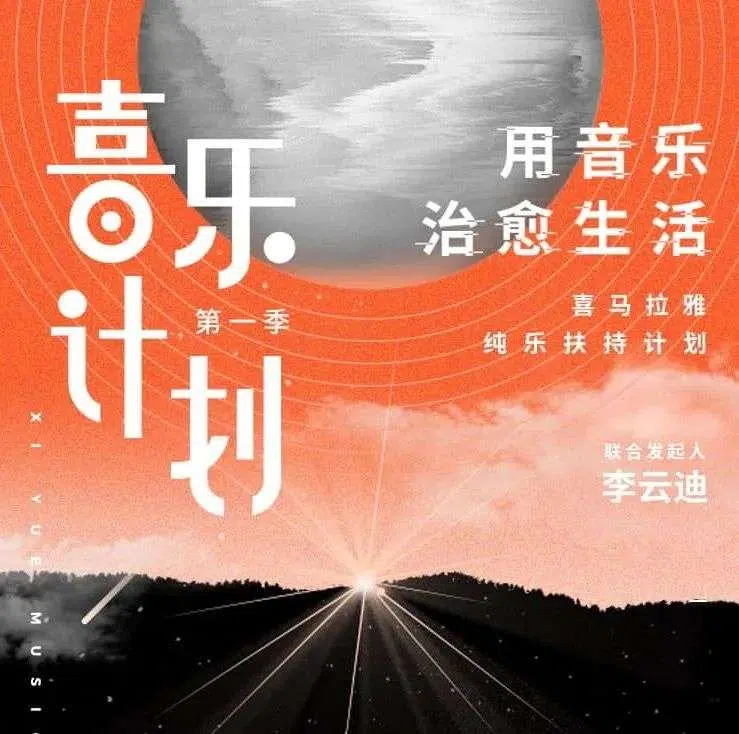 喜乐
计划
第一季
用音乐
治愈生活
喜马拉雅
纯乐扶持计划
联合发起人
李云迪
XI YUE MUSIC